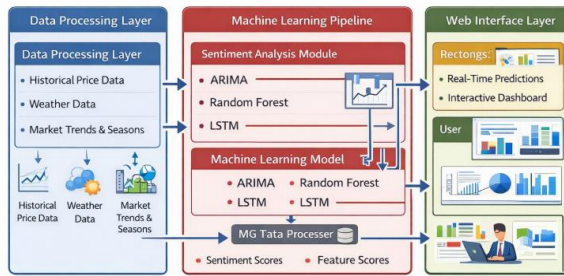 Data Processing Layer
Data Processing Layer
Historical Price Data
Weather Data
Market Trends & Seasons
Historical
Price Data
Weather
Data
Market
Trends &
Seasons
Machine Learning Pipeline
Sentiment Analysis Module
ARIMA
Random Forest
LSTM
Machine Learning Model
ARIMA
Random Forest
LSTM
LSTM
MG Tata Processer
Sentiment Scores
Feature Scores
Web Interface Layer
Rectongs:
Real-Time Predictions
Interactive Dashboard
User